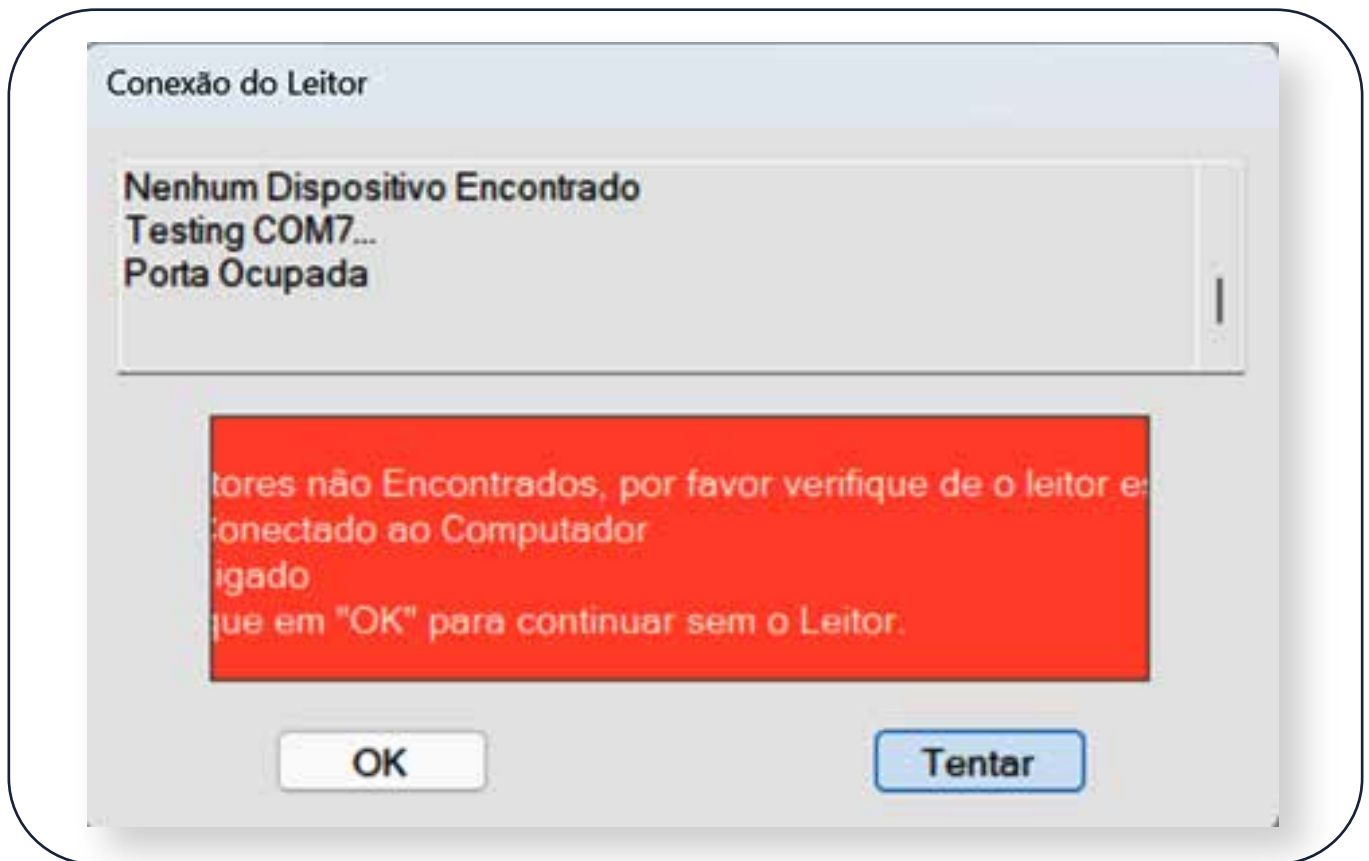 Conexão do Leitor
Nenhum Dispositivo Encontrado
Testing COM7...
Porta Ocupada
tores não Encontrados, por favor verifique de o leitor es
onectado ao Computador
igado
que em "OK" para continuar sem o Leitor.
OK
Tentar